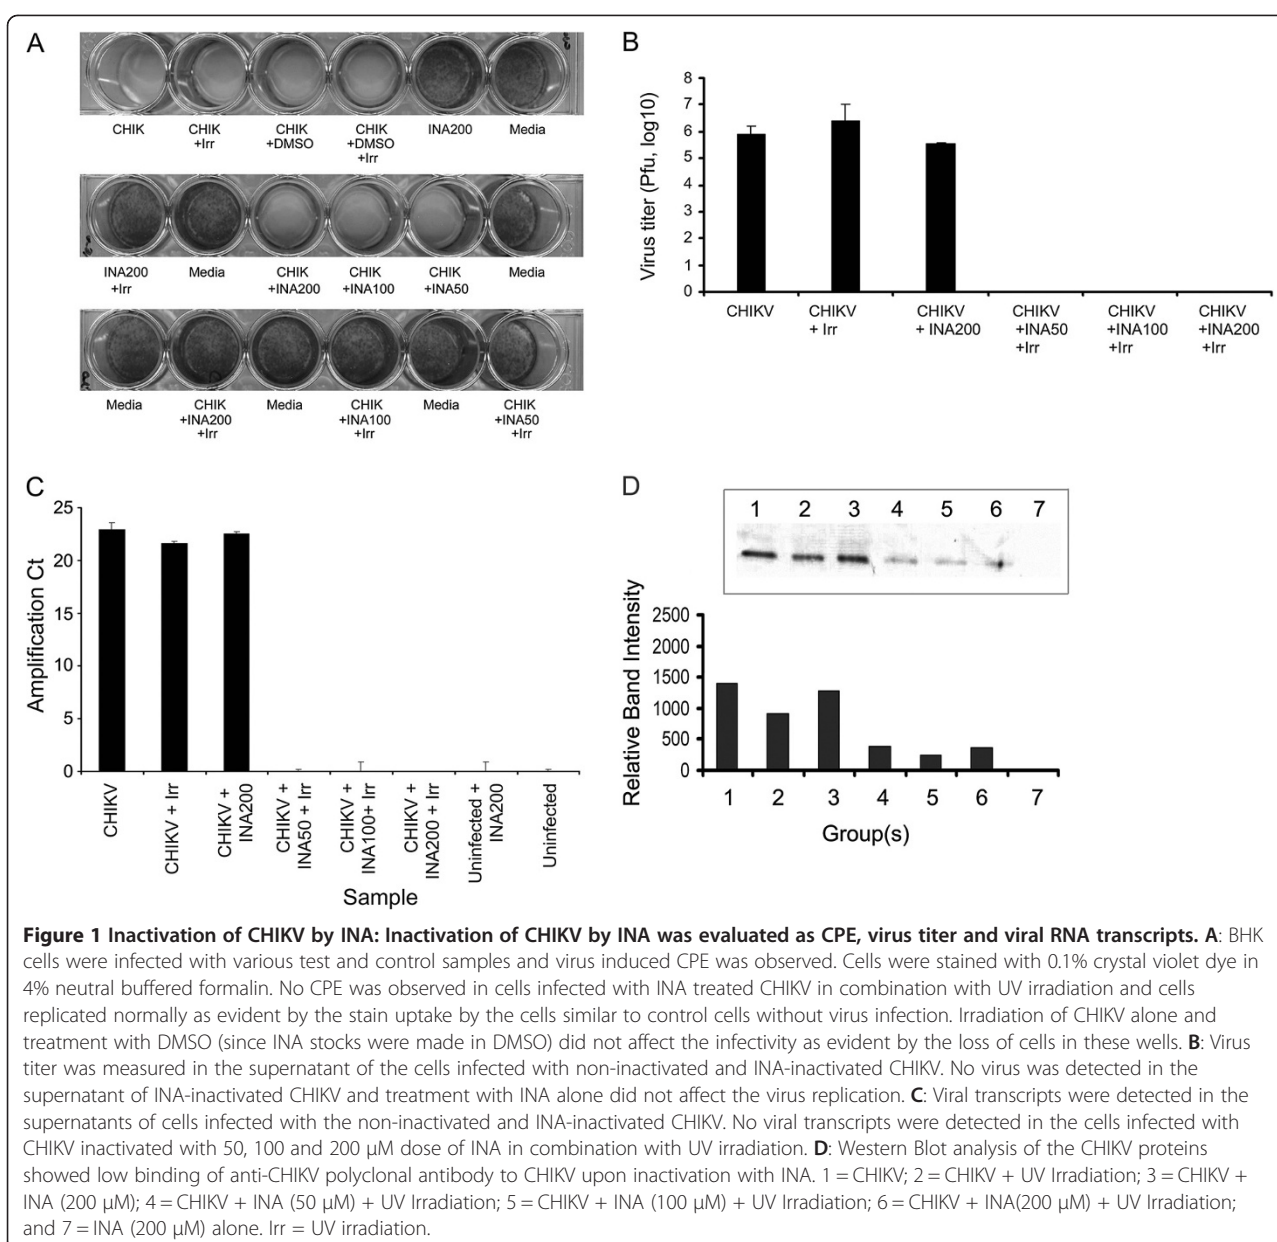 A
CHIK CHIK CHIK CHIK INA200 Media
+Irr +DMSO +DMSO
+Irr
INA200 Media CHIK CHIK CHIK Media
+Irr +INA200 +INA100 +INA50
Media CHIK Media CHIK Media CHIK
+INA200 +INA100 +INA50
+Irr +Irr +Irr
B
Virus titer (Pfu, log10)
8
7
6
5
4
3
2
1
0
CHIKV CHIKV CHIKV CHIKV CHIKV CHIKV
+ Irr + INA200 +INA50 +INA100 +INA200
+Irr +Irr +Irr
C
Amplification Ct
25
20
15
10
5
0
CHIKV
CHIKV + Irr
CHIKV +
INA200
CHIKV +
INA50 + Irr
CHIKV +
INA100+ Irr
CHIKV +
INA200 + Irr
Uninfected +
INA200
Uninfected
Sample
D
1 2 3 4 5 6 7
Relative Band Intensity
2500
2000
1500
1000
500
0
1 2 3 4 5 6 7
Group(s)
Figure 1 Inactivation of CHIKV by INA: Inactivation of CHIKV by INA was evaluated as CPE, virus titer and viral RNA transcripts. A: BHK
cells were infected with various test and control samples and virus induced CPE was observed. Cells were stained with 0.1% crystal violet dye in
4% neutral buffered formalin. No CPE was observed in cells infected with INA treated CHIKV in combination with UV irradiation and cells
replicated normally as evident by the stain uptake by the cells similar to control cells without virus infection. Irradiation of CHIKV alone and
treatment with DMSO (since INA stocks were made in DMSO) did not affect the infectivity as evident by the loss of cells in these wells. B: Virus
titer was measured in the supernatant of the cells infected with non-inactivated and INA-inactivated CHIKV. No virus was detected in the
supernatant of INA-inactivated CHIKV and treatment with INA alone did not affect the virus replication. C: Viral transcripts were detected in the
supernatants of cells infected with the non-inactivated and INA-inactivated CHIKV. No viral transcripts were detected in the cells infected with
CHIKV inactivated with 50, 100 and 200 μM dose of INA in combination with UV irradiation. D: Western Blot analysis of the CHIKV proteins
showed low binding of anti-CHIKV polyclonal antibody to CHIKV upon inactivation with INA. 1 = CHIKV; 2 = CHIKV + UV Irradiation; 3 = CHIKV +
INA (200 μM); 4 = CHIKV + INA (50 μM) + UV Irradiation; 5 = CHIKV + INA (100 μM) + UV Irradiation; 6 = CHIKV + INA(200 μM) + UV Irradiation;
and 7 = INA (200 μM) alone. Irr = UV irradiation.